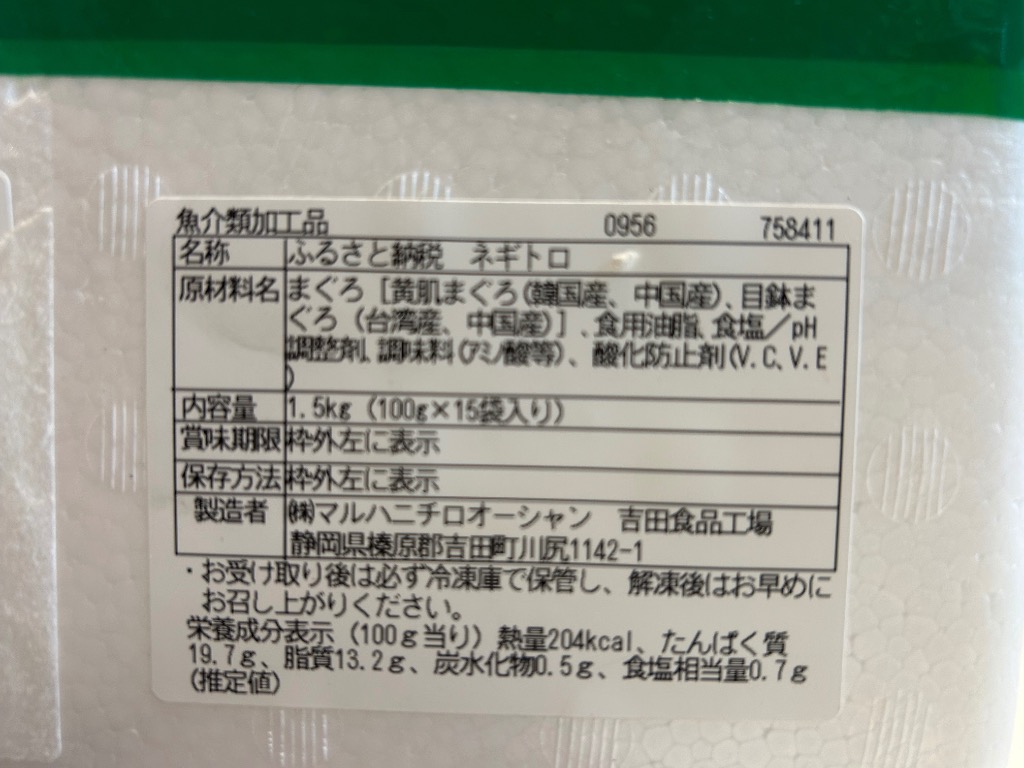 魚介類加工品 0956 758411
名称 ふるさと納税 ネギトロ
原材料名 まぐろ [黄肌まぐろ(韓国産、中国産)、目鉢ま
ぐろ (台湾産、中国産)] 、食用油脂、食塩／pH
調整剤、調味料(アミノ酸等)、酸化防止剤(V.C、V.E
)
内容量 1.5kg (100g×15袋入り)
賞味期限 枠外左に表示
保存方法 枠外左に表示
製造者 ㈱マルハニチロオーシャン 吉田食品工場
静岡県榛原郡吉田町川尻1142-1
・お受け取り後は必ず冷凍庫で保管し、解凍後はお早めに
お召し上がりください。
栄養成分表示 (100g当り) 熱量204kcal、たんぱく質
19.7g、脂質13.2g、炭水化物0.5g、食塩相当量0.7g
(推定値)